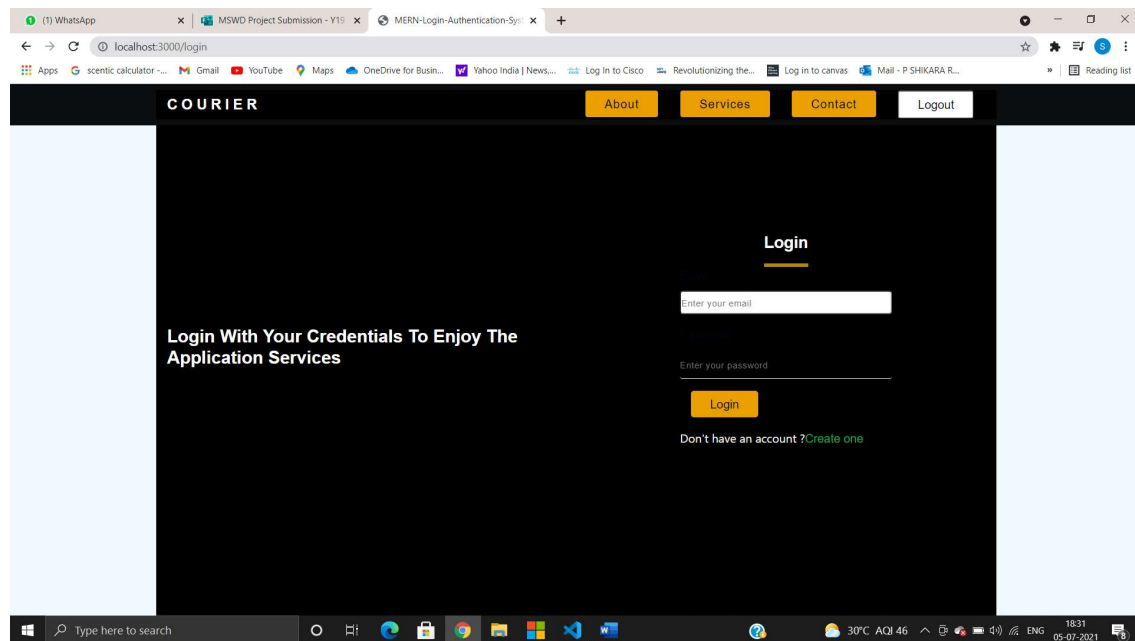 (1) WhatsApp
MSWD Project Submission - Y19
MERN-Login-Authentication-Sys
localhost:3000/login
Apps
scentic calculator -...
Gmail
YouTube
Maps
OneDrive for Busin...
Yahoo India | News,...
Log In to Cisco
Revolutionizing the...
Log in to canvas
Mail - P SHIKARA R...
»
Reading list
COURIER
About
Services
Contact
Logout
Login
Enter your email
Login With Your Credentials To Enjoy The
Application Services
Enter your password
Login
Don't have an account ?Create one
Type here to search
30°C AQI 46
ENG
18:31
05-07-2021
8